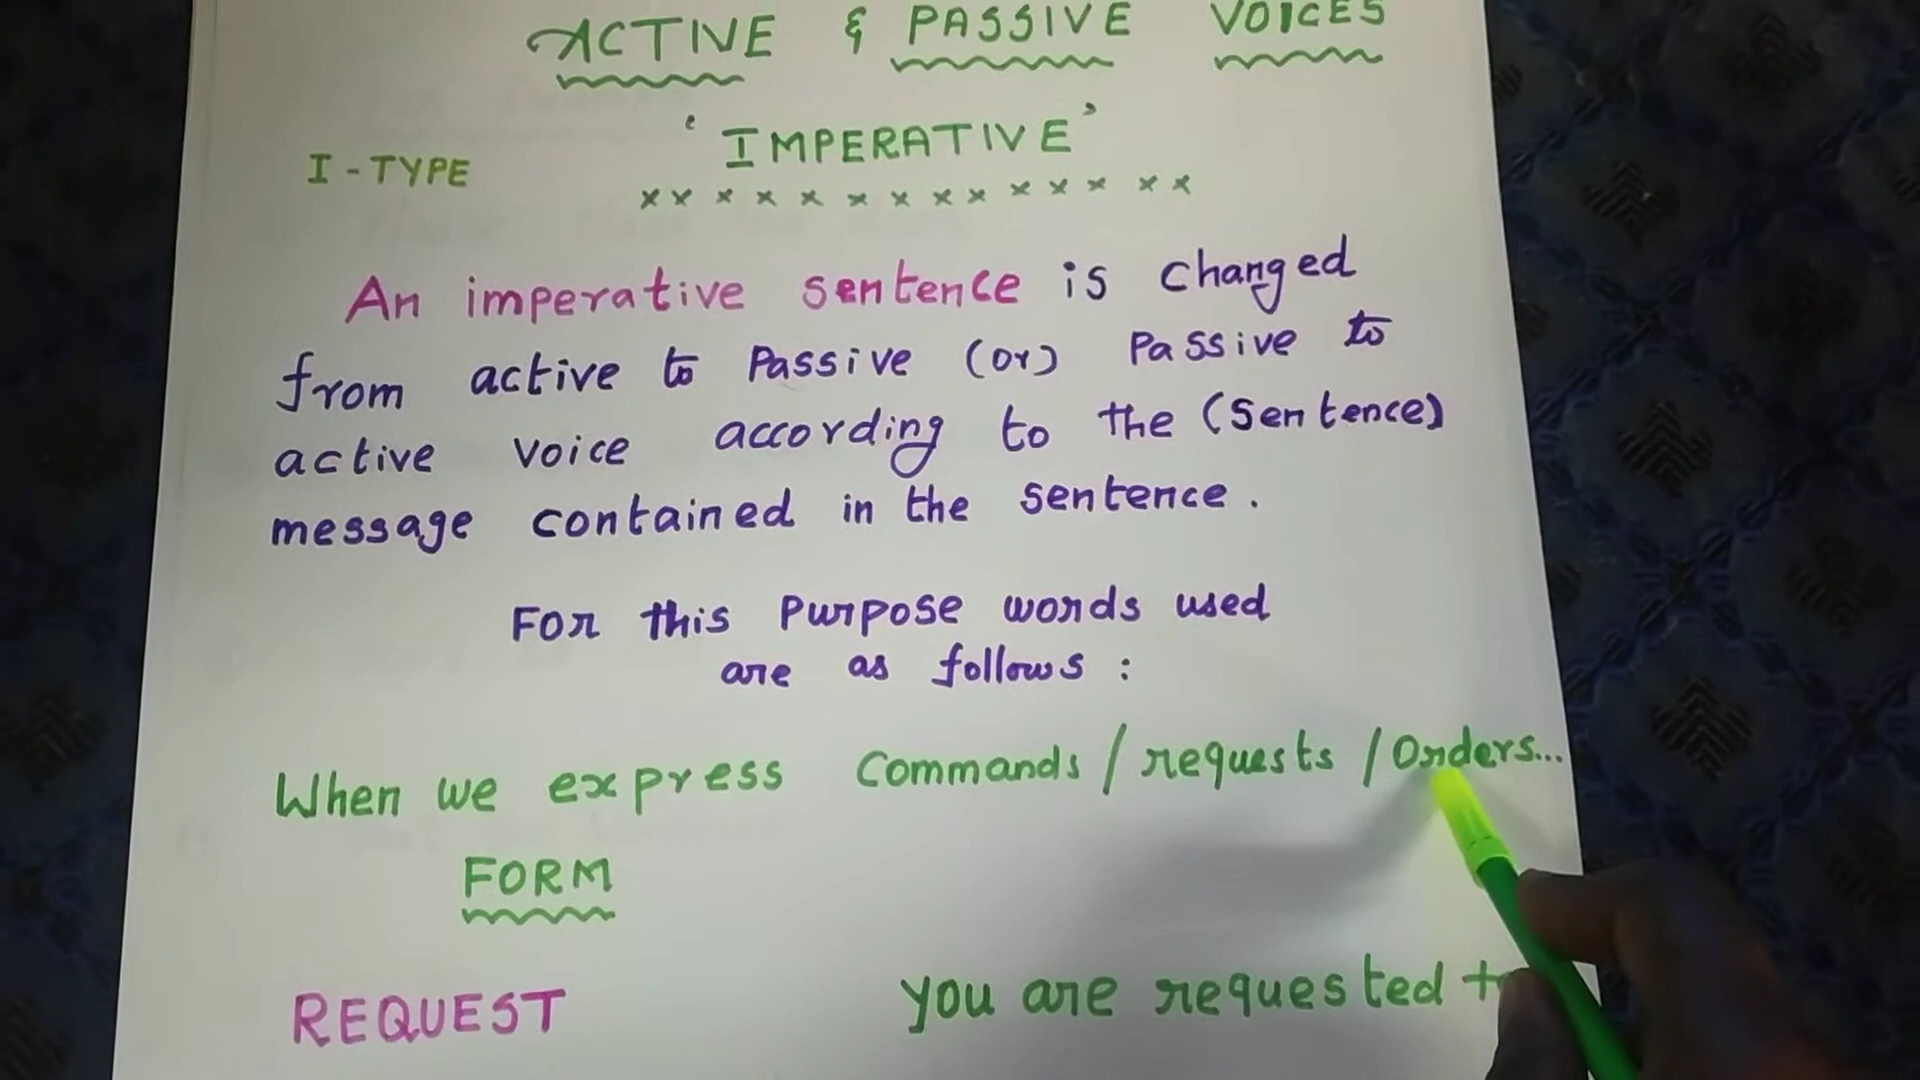 ACTIVE & PASSIVE VOICES
'IMPERATIVE'
I-TYPE
An imperative sentence is changed
from active to Passive (or) Passive to
active voice according to the (Sentence)
message contained in the sentence.
For this Purpose words used
are as follows:
When we express Commands / requests / Orders...
FORM
REQUEST you are requested